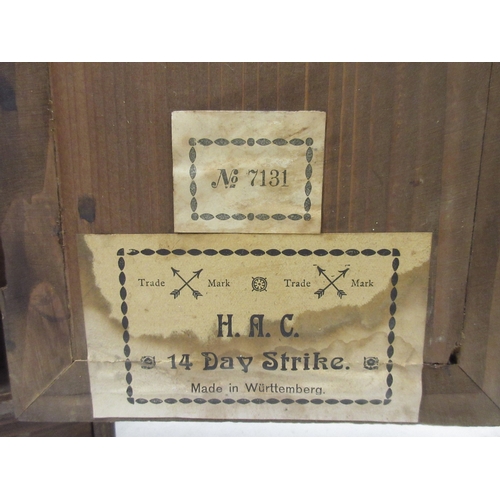 № 7131
Trade Mark Trade Mark
H. A. C.
14 Day Strike.
Made in Württemberg.